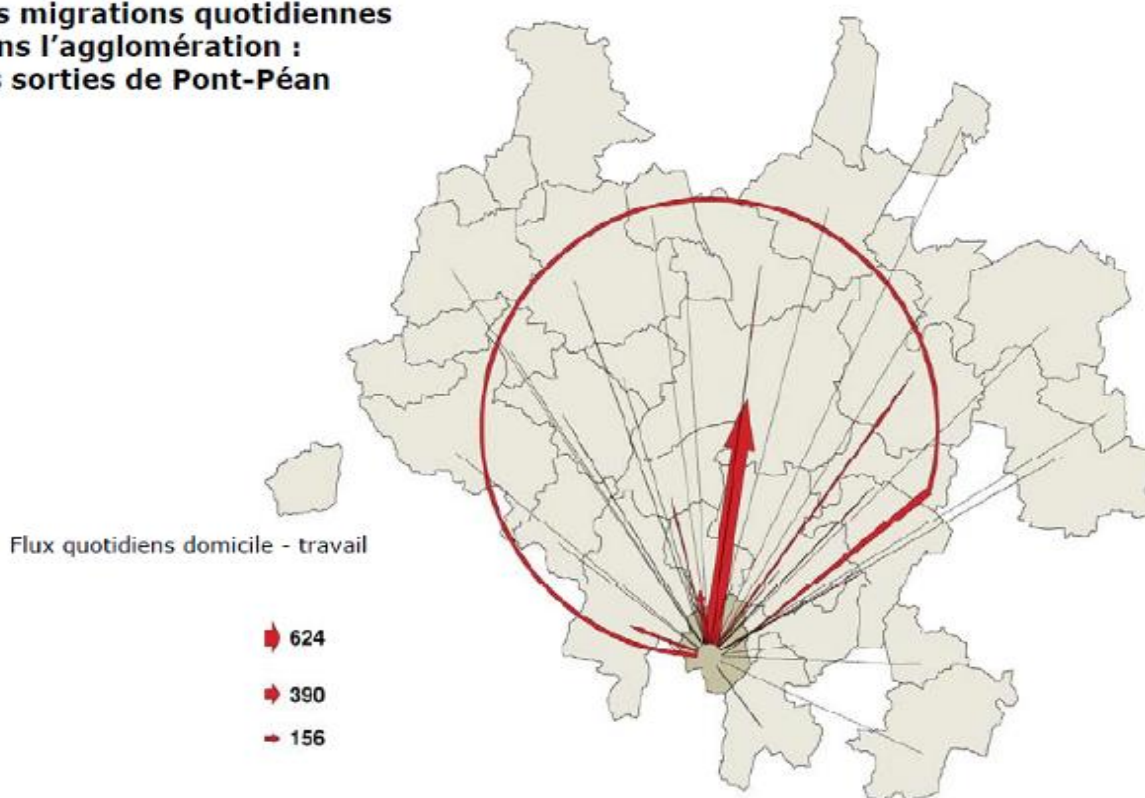 s migrations quotidiennes
ns l’agglomération :
s sorties de Pont-Péan
Flux quotidiens domicile - travail
624
390
156